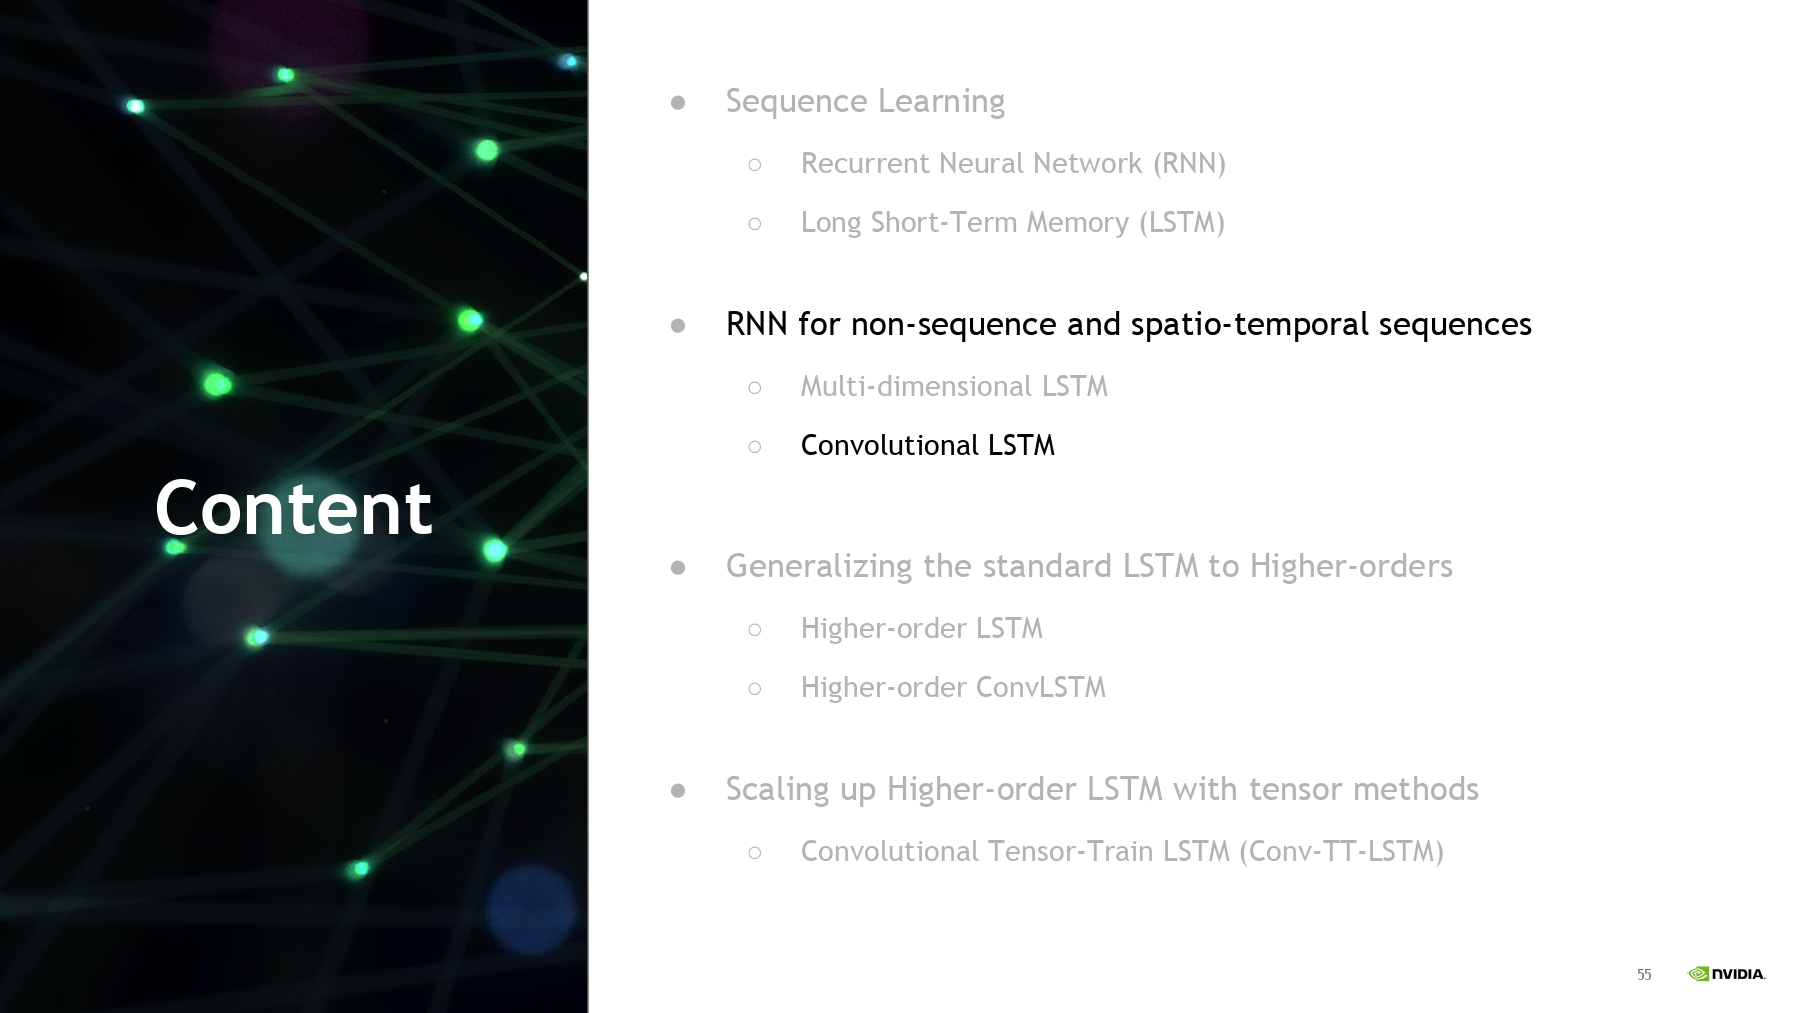 Content
● Sequence Learning
○ Recurrent Neural Network (RNN)
○ Long Short-Term Memory (LSTM)
● RNN for non-sequence and spatio-temporal sequences
○ Multi-dimensional LSTM
○ Convolutional LSTM
● Generalizing the standard LSTM to Higher-orders
○ Higher-order LSTM
○ Higher-order ConvLSTM
● Scaling up Higher-order LSTM with tensor methods
○ Convolutional Tensor-Train LSTM (Conv-TT-LSTM)
55 NVIDIA.